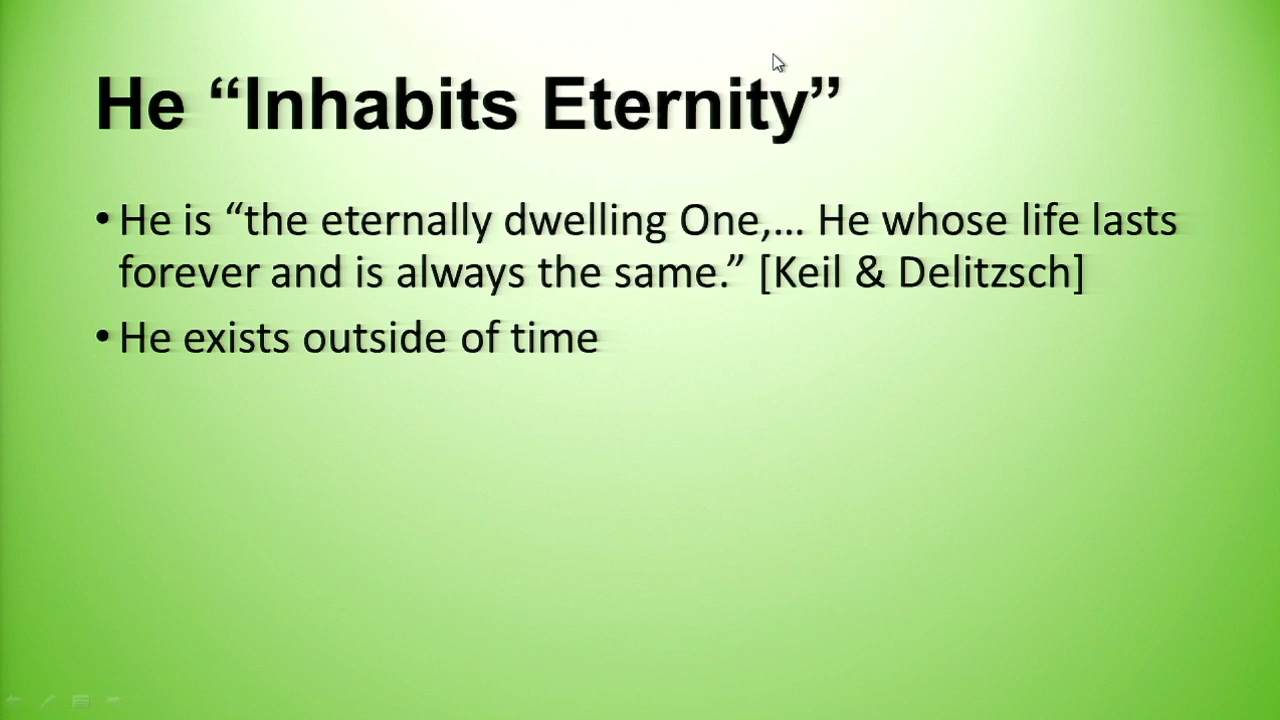 He “Inhabits Eternity”
• He is “the eternally dwelling One,… He whose life lasts
forever and is always the same.” [Keil & Delitzsch]
• He exists outside of time